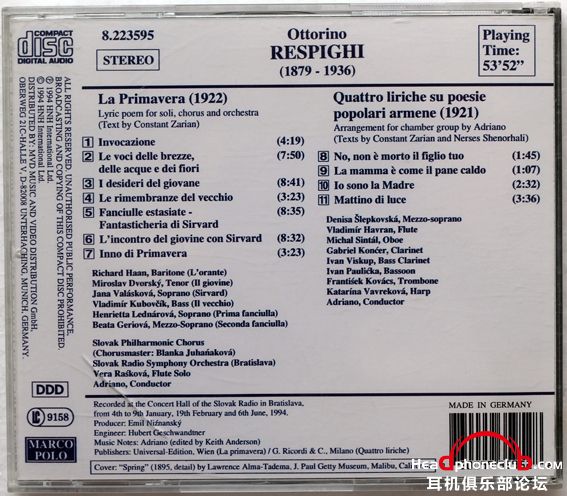 COMPACT
disc
DIGITAL AUDIO
8.223595
STEREO
Ottorino
RESPIGHI
(1879 - 1936)
Playing
Time:
53'52"
ALL RIGHTS RESERVED. UNAUTHORISED PUBLIC PERFORMANCE,
BROADCASTING AND COPYING OF THIS COMPACT DISC PROHIBITED.
℗ 1994 HNH International Ltd.
© 1994 HNH International Ltd.
DISTRIBUTED BY: MVD MUSIC AND VIDEO DISTRIBUTION GmbH,
OBERWEG 21C-HALLE V, D-82008 UNTERHACHING, MUNICH, GERMANY.
La Primavera (1922)
Lyric poem for soli, chorus and orchestra
(Text by Constant Zarian)
1 Invocazione (4:19)
2 Le voci delle brezze, (7:50)
delle acque e dei fiori
3 I desideri del giovane (8:41)
4 Le rimembranze del vecchio (3:23)
5 Fanciulle estasiate - (8:35)
Fantasticheria di Sirvard
6 L'incontro del giovine con Sirvard (8:32)
7 Inno di Primavera (3:23)
Richard Haan, Baritone (L'orante)
Miroslav Dvorský, Tenor (Il giovine)
Jana Valásková, Soprano (Sirvard)
Vladimír Kubovčík, Bass (Il vecchio)
Henrietta Lednárová, Soprano (Prima fanciulla)
Beata Geriová, Mezzo-Soprano (Seconda fanciulla)
Slovak Philharmonic Chorus
(Chorusmaster: Blanka Juhaňaková)
Slovak Radio Symphony Orchestra (Bratislava)
Vera Rašková, Flute Solo
Adriano, Conductor
Quattro liriche su poesie
popolari armene (1921)
Arrangement for chamber group by Adriano
(Texts by Constant Zarian and Nerses Shenorhali)
8 No, non è morto il figlio tuo (1:45)
9 La mamma è come il pane caldo (1:07)
10 Io sono la Madre (2:32)
11 Mattino di luce (3:36)
Denisa Šlepkovská, Mezzo-soprano
Vladimír Havran, Flute
Michal Sintál, Oboe
Gabriel Končer, Clarinet
Ivan Viskup, Bass Clarinet
Ivan Paulička, Bassoon
František Kovács, Trombone
Katarína Vavreková, Harp
Adriano, Conductor
DDD
LC 9158
MARCO
POLO
Recorded at the Concert Hall of the Slovak Radio in Bratislava,
from 4th to 9th January, 19th February and 6th June, 1994.
Producer: Emil Nižnanský
Engineer: Hubert Geschwandtner
Music Notes: Adriano (edited by Keith Anderson)
Publishers: Universal-Edition, Wien (La primavera) / G. Ricordi & C., Milano (Quattro liriche)
Cover: "Spring" (1895, detail) by Lawrence Alma-Tadema, J. Paul Getty Museum, Malibu,
MADE IN GERMANY
Headphoneclub.com
耳机俱乐部论坛